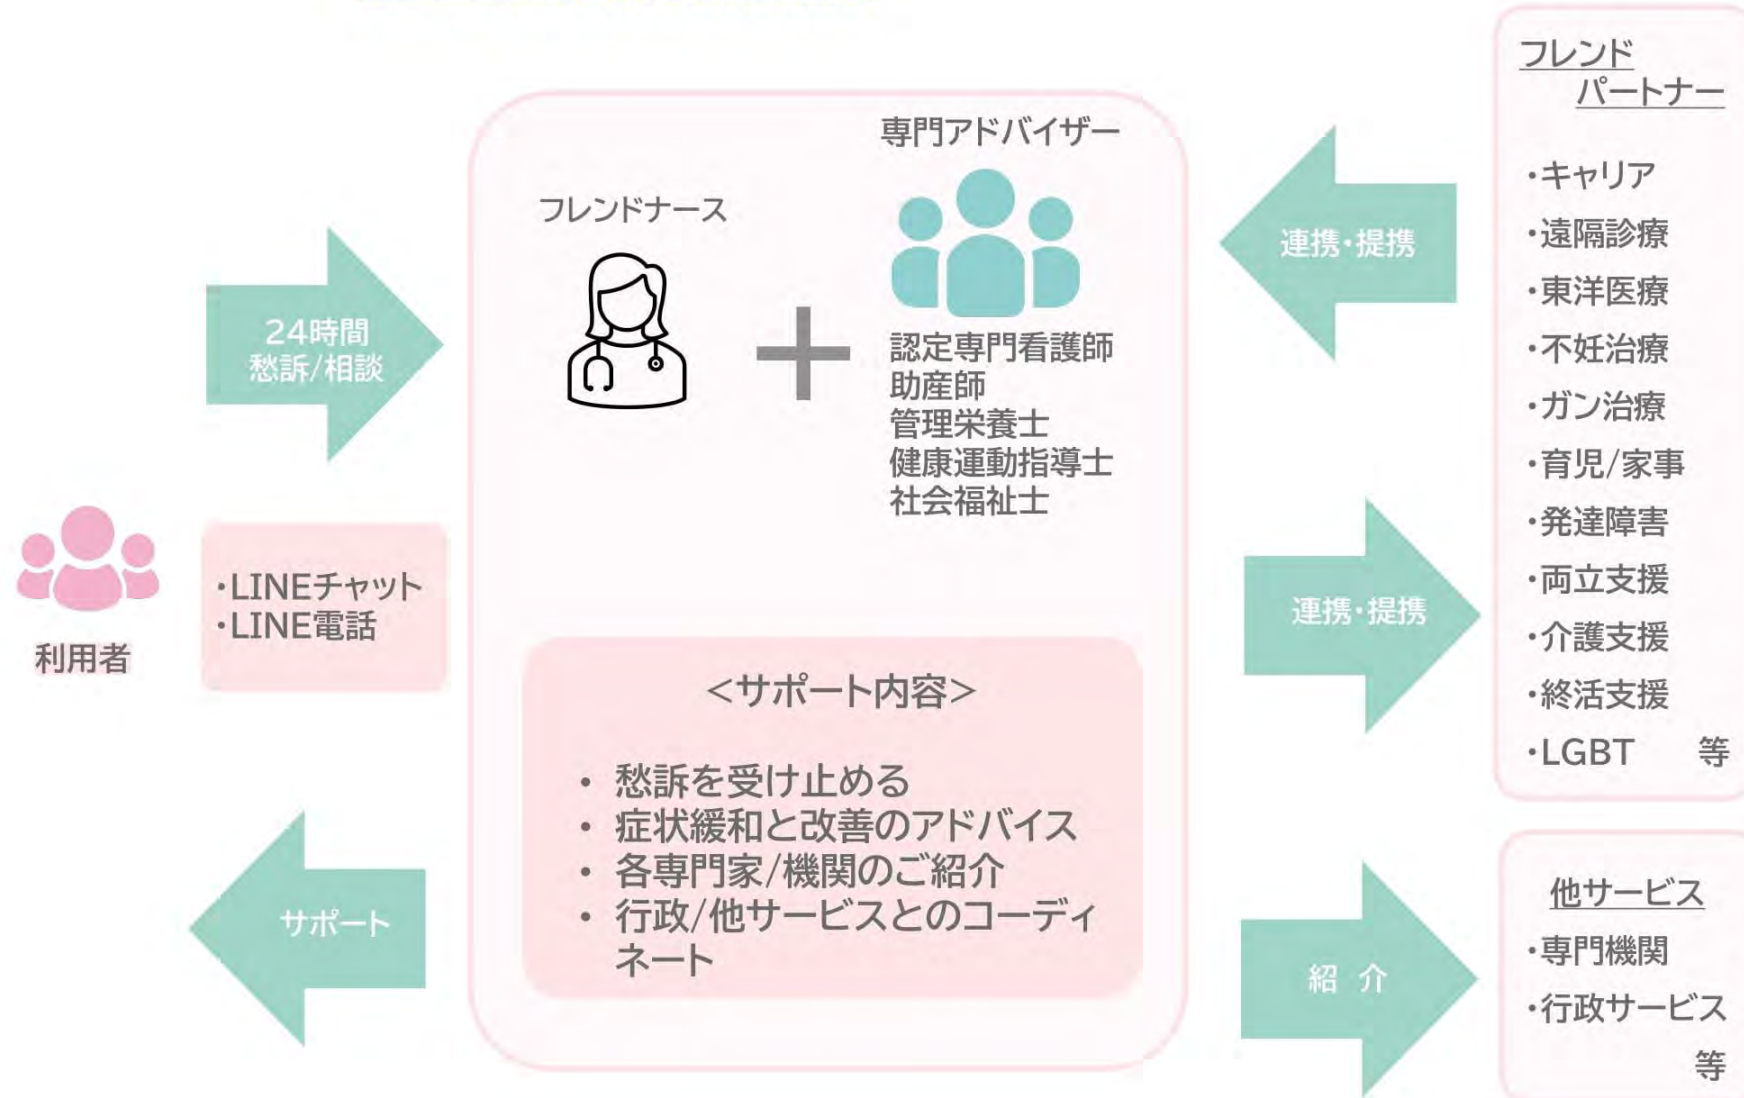 24時間
愁訴/相談
利用者
・LINEチャット
・LINE電話
サポート
フレンドナース
専門アドバイザー
認定専門看護師
助産師
管理栄養士
健康運動指導士
社会福祉士
<サポート内容>
• 愁訴を受け止める
• 症状緩和と改善のアドバイス
• 各専門家/機関のご紹介
• 行政/他サービスとのコーディ
ネート
連携・提携
連携・提携
紹 介
フレンド
パートナー
・キャリア
・遠隔診療
・東洋医療
・不妊治療
・ガン治療
・育児/家事
・発達障害
・両立支援
・介護支援
・終活支援
・LGBT 等
他サービス
・専門機関
・行政サービス
等